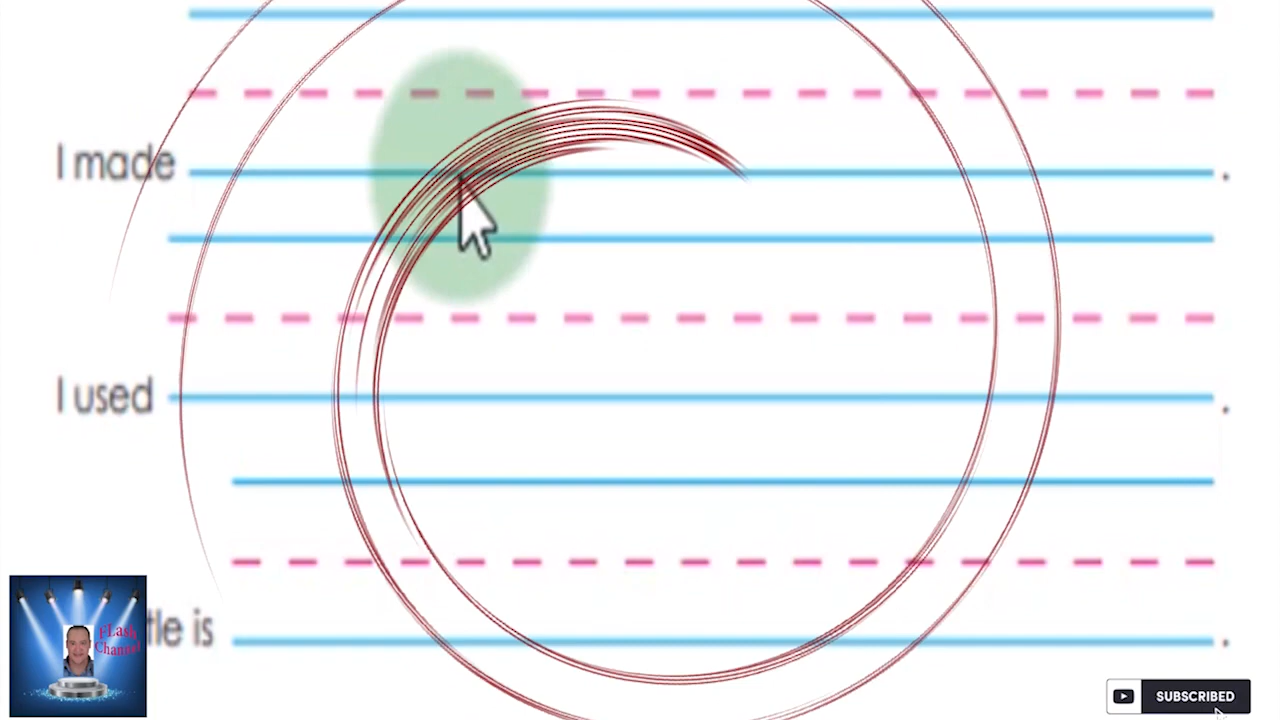 I made .
I used .
tle is .
FLash
Channel
SUBSCRIBED